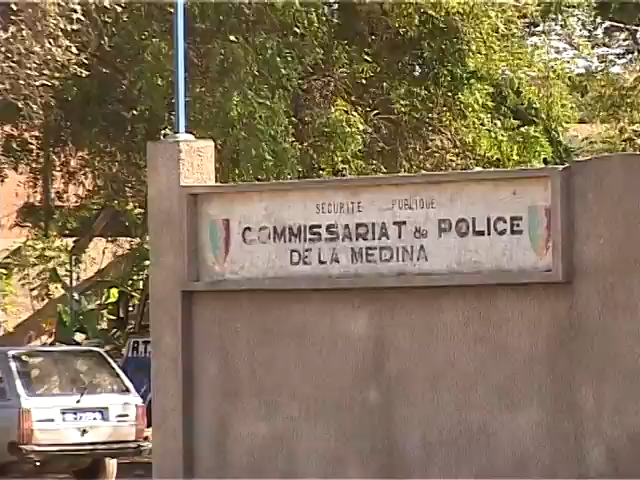 SECURITE PUBLIQUE
COMMISSARIAT de POLICE
DE LA MEDINA